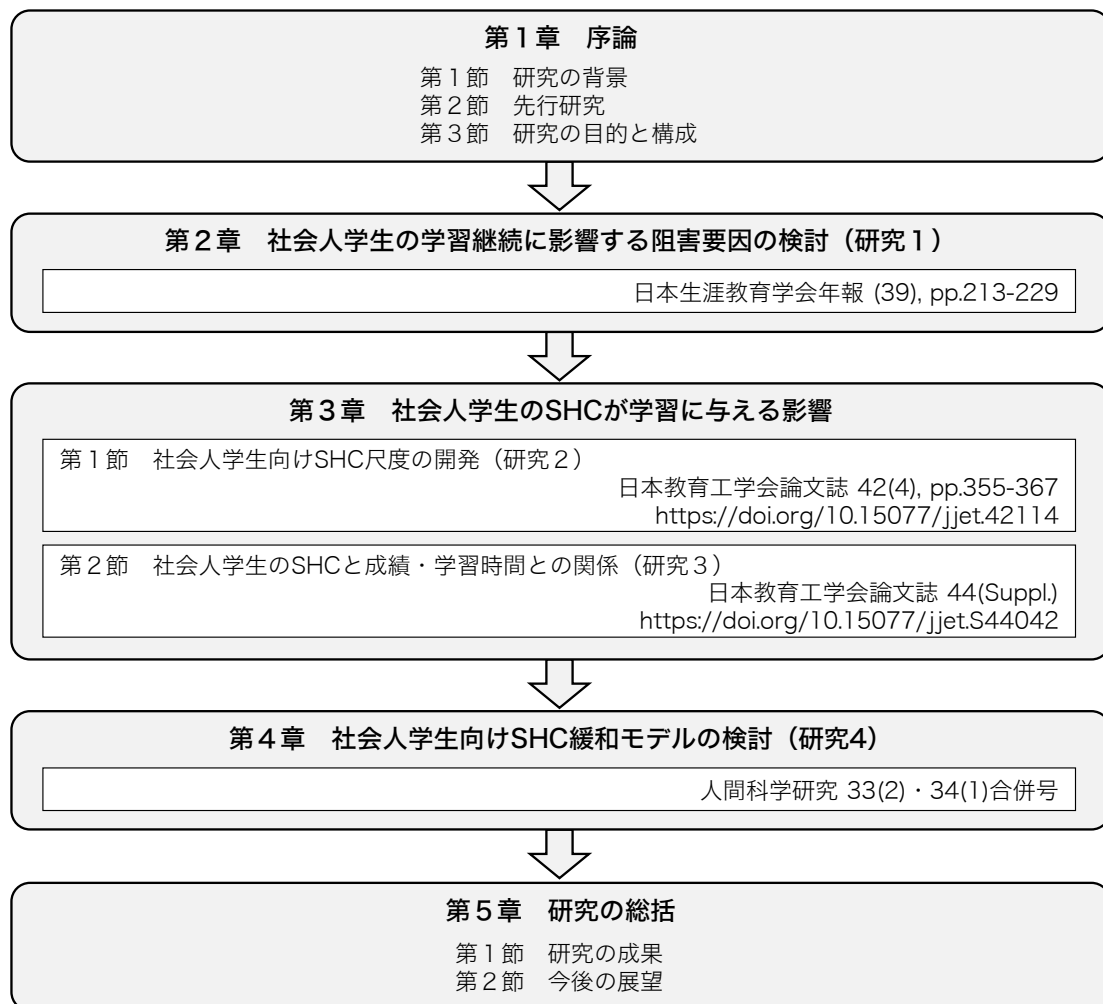 第1章　序論
第1節　研究の背景
第2節　先行研究
第3節　研究の目的と構成
第2章　社会人学生の学習継続に影響する阻害要因の検討（研究1）
日本生涯教育学会年報 (39), pp.213-229
第3章　社会人学生のSHCが学習に与える影響
第1節　社会人学生向けSHC尺度の開発（研究2）
日本教育工学会論文誌 42(4), pp.355-367
https://doi.org/10.15077/jjet.42114
第2節　社会人学生のSHCと成績・学習時間との関係（研究3）
日本教育工学会論文誌 44(Suppl.)
https://doi.org/10.15077/jjet.S44042
第4章　社会人学生向けSHC緩和モデルの検討（研究4）
人間科学研究 33(2)・34(1)合併号
第5章　研究の総括
第1節　研究の成果
第2節　今後の展望